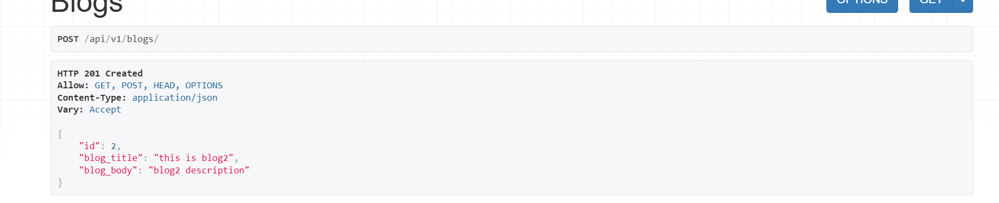 Blogs
OPTIONS
GET
POST /api/v1/blogs/
HTTP 201 Created
Allow: GET, POST, HEAD, OPTIONS
Content-Type: application/json
Vary: Accept
{
"id": 2,
"blog_title": "this is blog2",
"blog_body": "blog2 description"
}